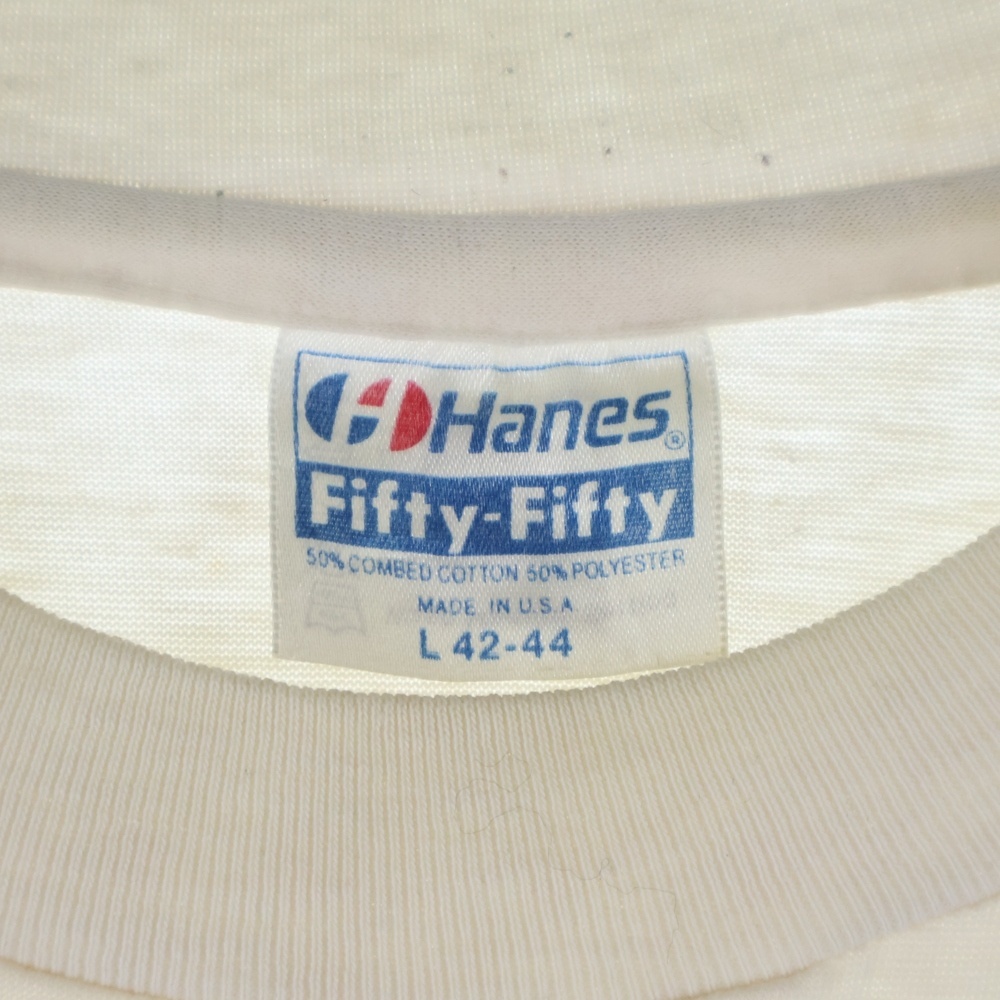 Hanes®
Fifty-Fifty
50% COMBED COTTON 50% POLYESTER
MADE IN U.S.A
L 42-44